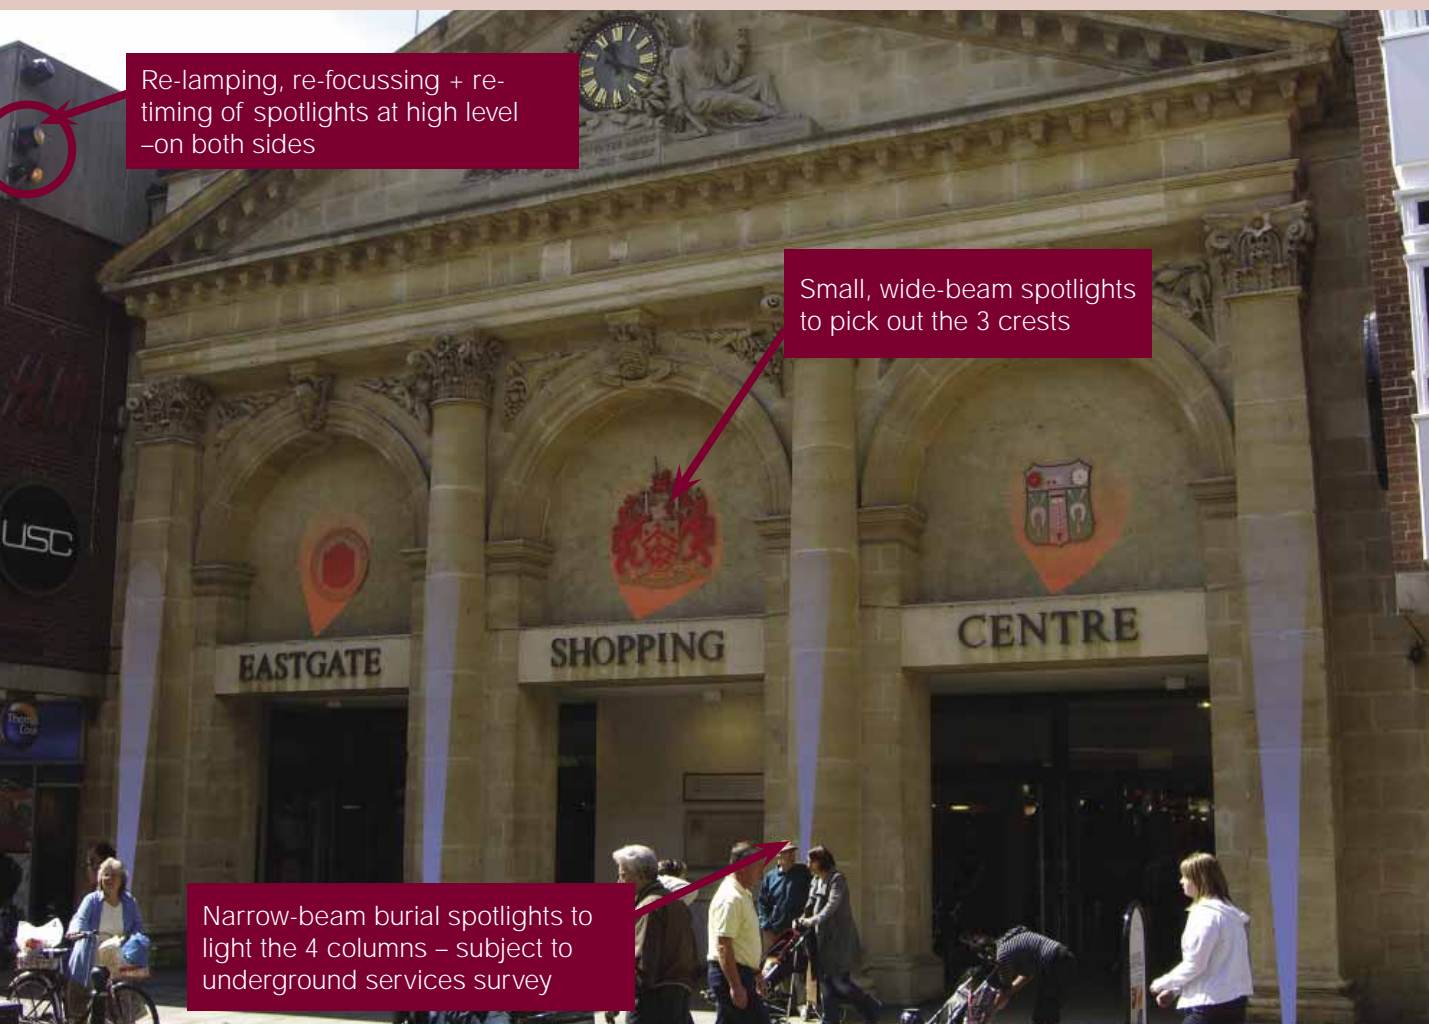 Re-lamping, re-focussing + re-
timing of spotlights at high level
–on both sides
Small, wide-beam spotlights
to pick out the 3 crests
H&M
USC
EASTGATE
SHOPPING
CENTRE
Thomas
Cook
Narrow-beam burial spotlights to
light the 4 columns – subject to
underground services survey